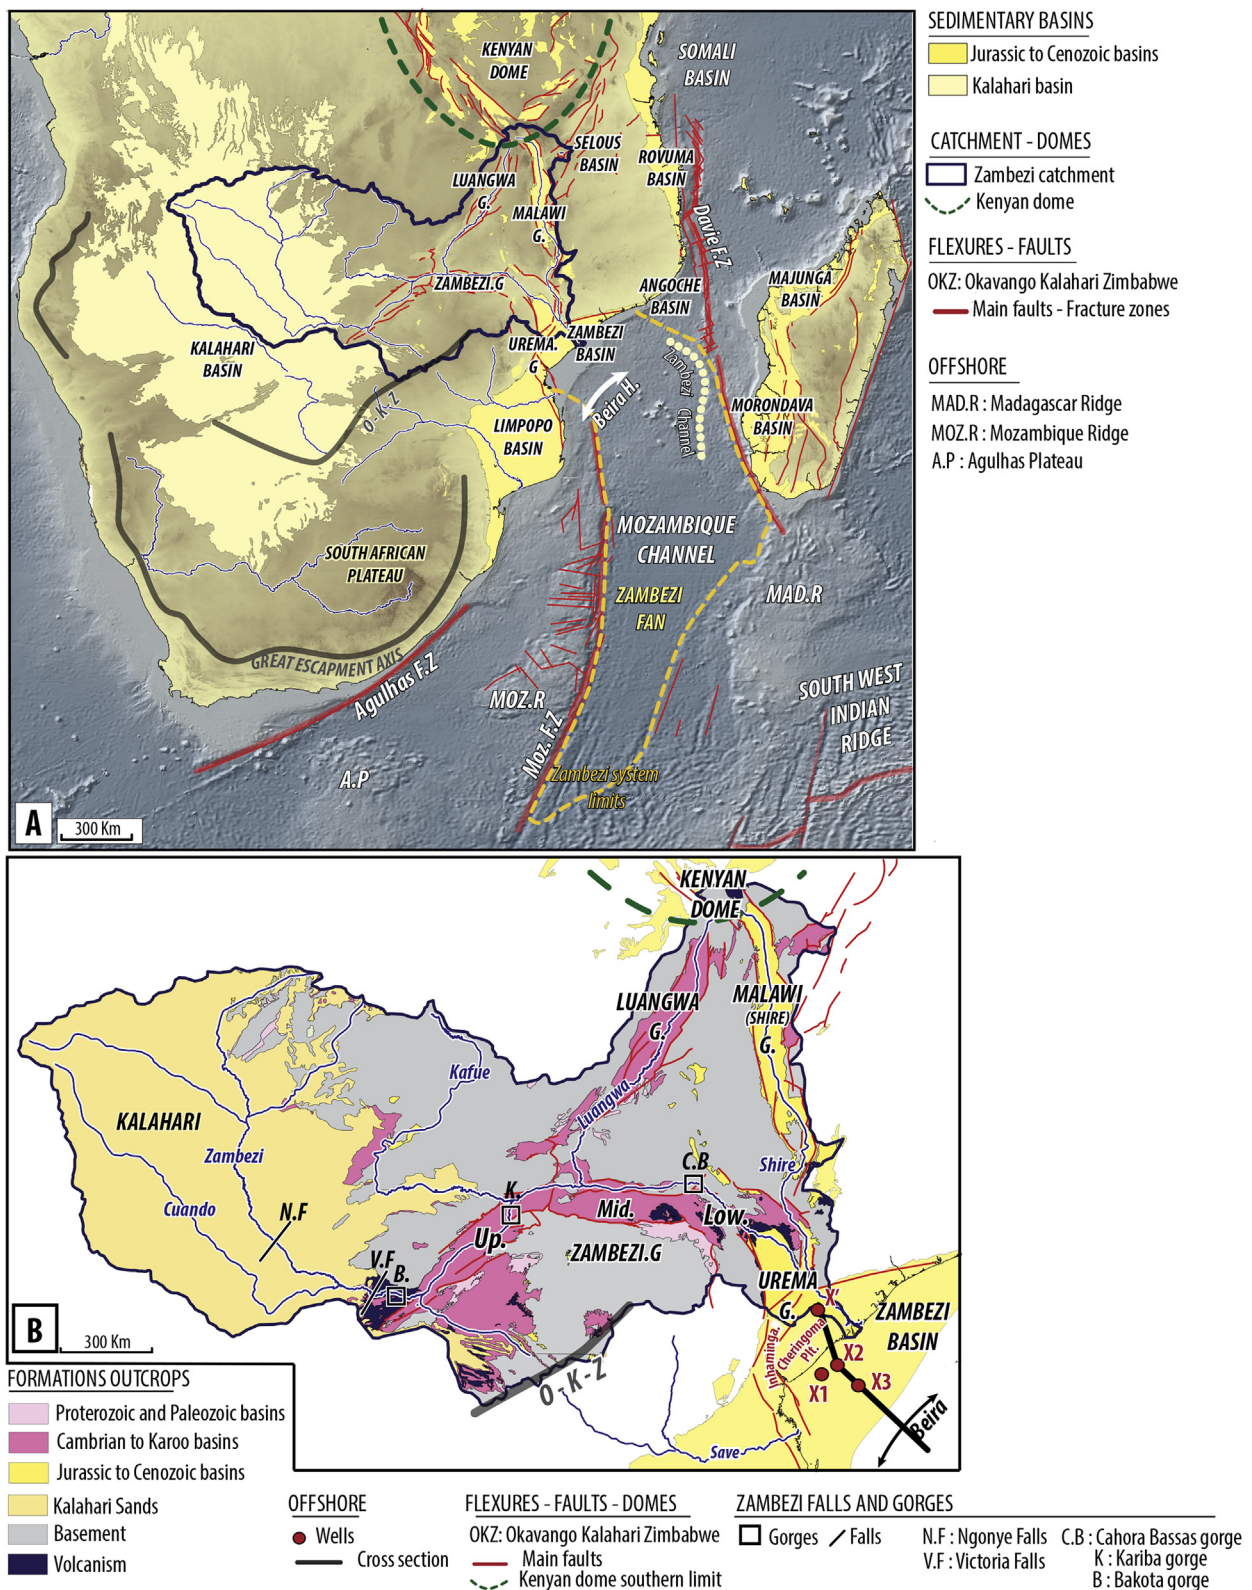 KENYAN
DOME
SOMALI
BASIN
SELOUS
BASIN
ROVUMA
BASIN
LUANGWA
G.
MALAWI
G.
Davie F.Z
ZAMBEZI.G
ANGOCHE
BASIN
MAJUNGA
BASIN
KALAHARI
BASIN
UREMA.
G
ZAMBEZI
BASIN
Zambezi Channel
Beira H.
O-K-Z
LIMPOPO
BASIN
MORONDAVA
BASIN
MOZAMBIQUE
CHANNEL
SOUTH AFRICAN
PLATEAU
ZAMBEZI
FAN
MAD.R
GREAT ESCAPMENT AXIS
Agulhas F.Z
MOZ.R
SOUTH WEST
INDIAN
RIDGE
Moz. F.Z
A.P
Zambezi system
limits
A
300 Km
SEDIMENTARY BASINS
Jurassic to Cenozoic basins
Kalahari basin
CATCHMENT - DOMES
Zambezi catchment
Kenyan dome
FLEXURES - FAULTS
OKZ: Okavango Kalahari Zimbabwe
Main faults - Fracture zones
OFFSHORE
MAD.R : Madagascar Ridge
MOZ.R : Mozambique Ridge
A.P : Agulhas Plateau
KENYAN
DOME
LUANGWA
G.
MALAWI
(SHIRE)
G.
Kafue
Luangwa
KALAHARI
Zambezi
Cuando
N.F
Shire
C.B
K.
Mid.
Low.
Up.
ZAMBEZI.G
V.F
B.
UREMA
G.
X'
ZAMBEZI
BASIN
Inhaminga.
Cheringoma
Plt.
X2
X1
X3
O-K-Z
Beira
Save
B
300 Km
FORMATIONS OUTCROPS
Proterozoic and Paleozoic basins
Cambrian to Karoo basins
Jurassic to Cenozoic basins
Kalahari Sands
Basement
Volcanism
OFFSHORE
Wells
Cross section
FLEXURES - FAULTS - DOMES
OKZ: Okavango Kalahari Zimbabwe
Main faults
Kenyan dome southern limit
ZAMBEZI FALLS AND GORGES
Gorges
Falls
N.F : Ngonye Falls
V.F : Victoria Falls
C.B : Cahora Bassas gorge
K : Kariba gorge
B : Bakota gorge